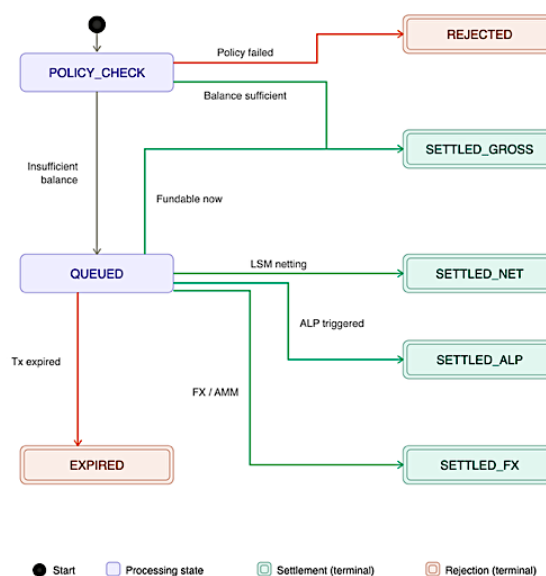 REJECTED
Policy failed
POLICY_CHECK
Balance sufficient
SETTLED_GROSS
Insufficient
balance
Fundable now
LSM netting
QUEUED
SETTLED_NET
ALP triggered
Tx expired
SETTLED_ALP
FX / AMM
EXPIRED
SETTLED_FX
Start
Processing state
Settlement (terminal)
Rejection (terminal)